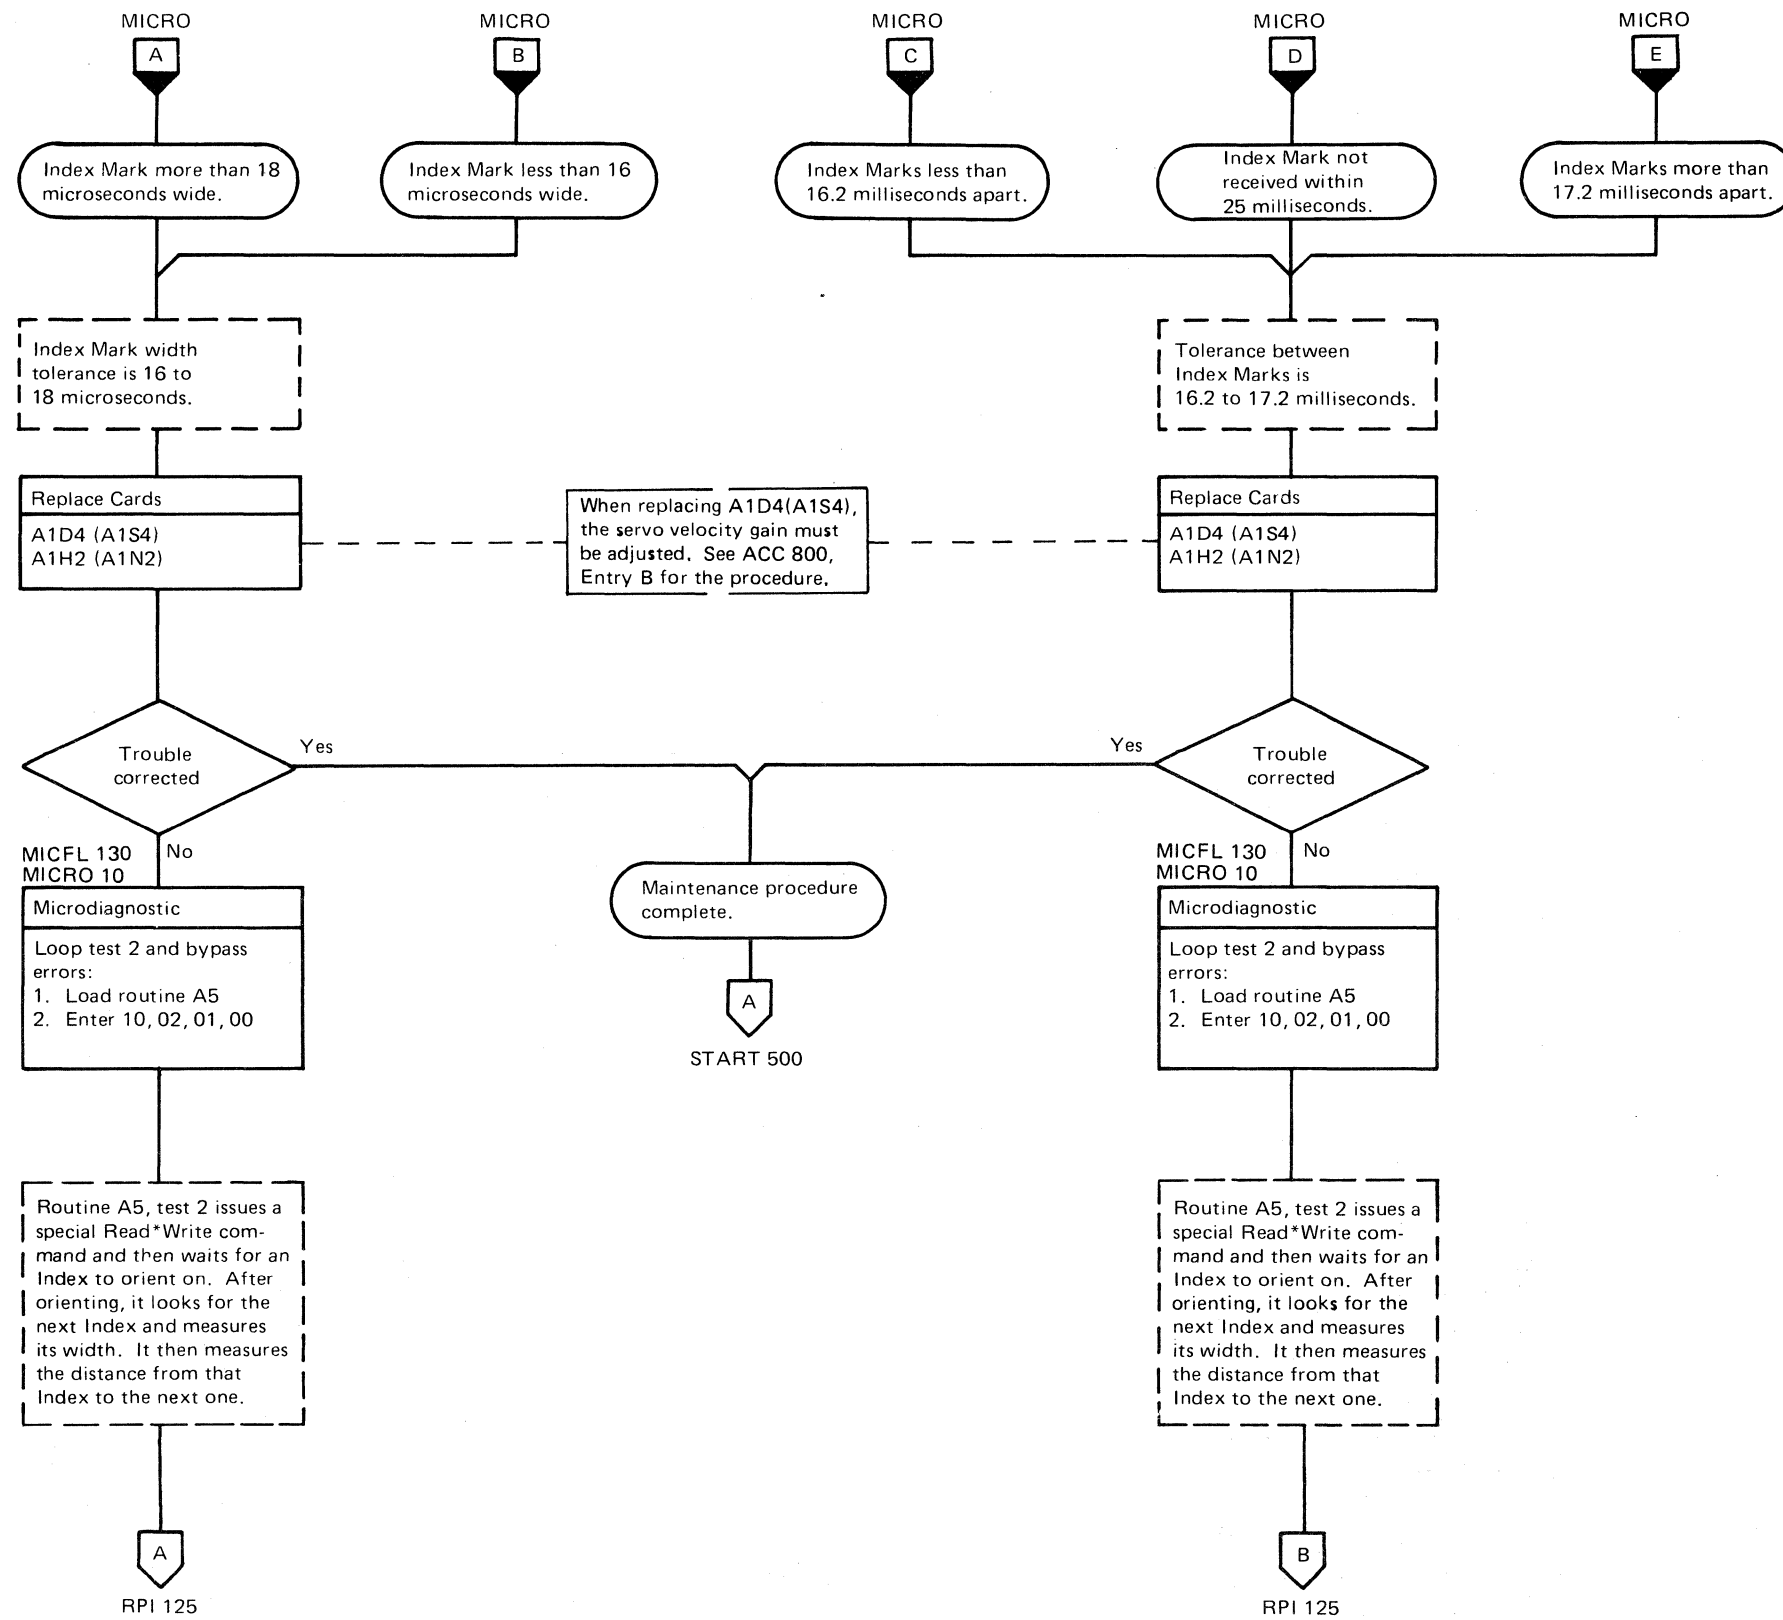 MICRO
A
MICRO
B
MICRO
C
MICRO
D
MICRO
E
Index Mark more than 18
microseconds wide.
Index Mark less than 16
microseconds wide.
Index Marks less than
16.2 milliseconds apart.
Index Mark not
received within
25 milliseconds.
Index Marks more than
17.2 milliseconds apart.
Index Mark width
tolerance is 16 to
18 microseconds.
Tolerance between
Index Marks is
16.2 to 17.2 milliseconds.
Replace Cards
A1D4 (A1S4)
A1H2 (A1N2)
When replacing A1D4(A1S4),
the servo velocity gain must
be adjusted. See ACC 800,
Entry B for the procedure.
Replace Cards
A1D4 (A1S4)
A1H2 (A1N2)
Trouble
corrected
Yes
Yes
Trouble
corrected
No
MICFL 130
MICRO 10
Microdiagnostic
Loop test 2 and bypass
errors:
1. Load routine A5
2. Enter 10, 02, 01, 00
Maintenance procedure
complete.
A
START 500
No
MICFL 130
MICRO 10
Microdiagnostic
Loop test 2 and bypass
errors:
1. Load routine A5
2. Enter 10, 02, 01, 00
Routine A5, test 2 issues a
special Read*Write com-
mand and then waits for an
Index to orient on. After
orienting, it looks for the
next Index and measures
its width. It then measures
the distance from that
Index to the next one.
Routine A5, test 2 issues a
special Read*Write com-
mand and then waits for an
Index to orient on. After
orienting, it looks for the
next Index and measures
its width. It then measures
the distance from that
Index to the next one.
A
RPI 125
B
RPI 125